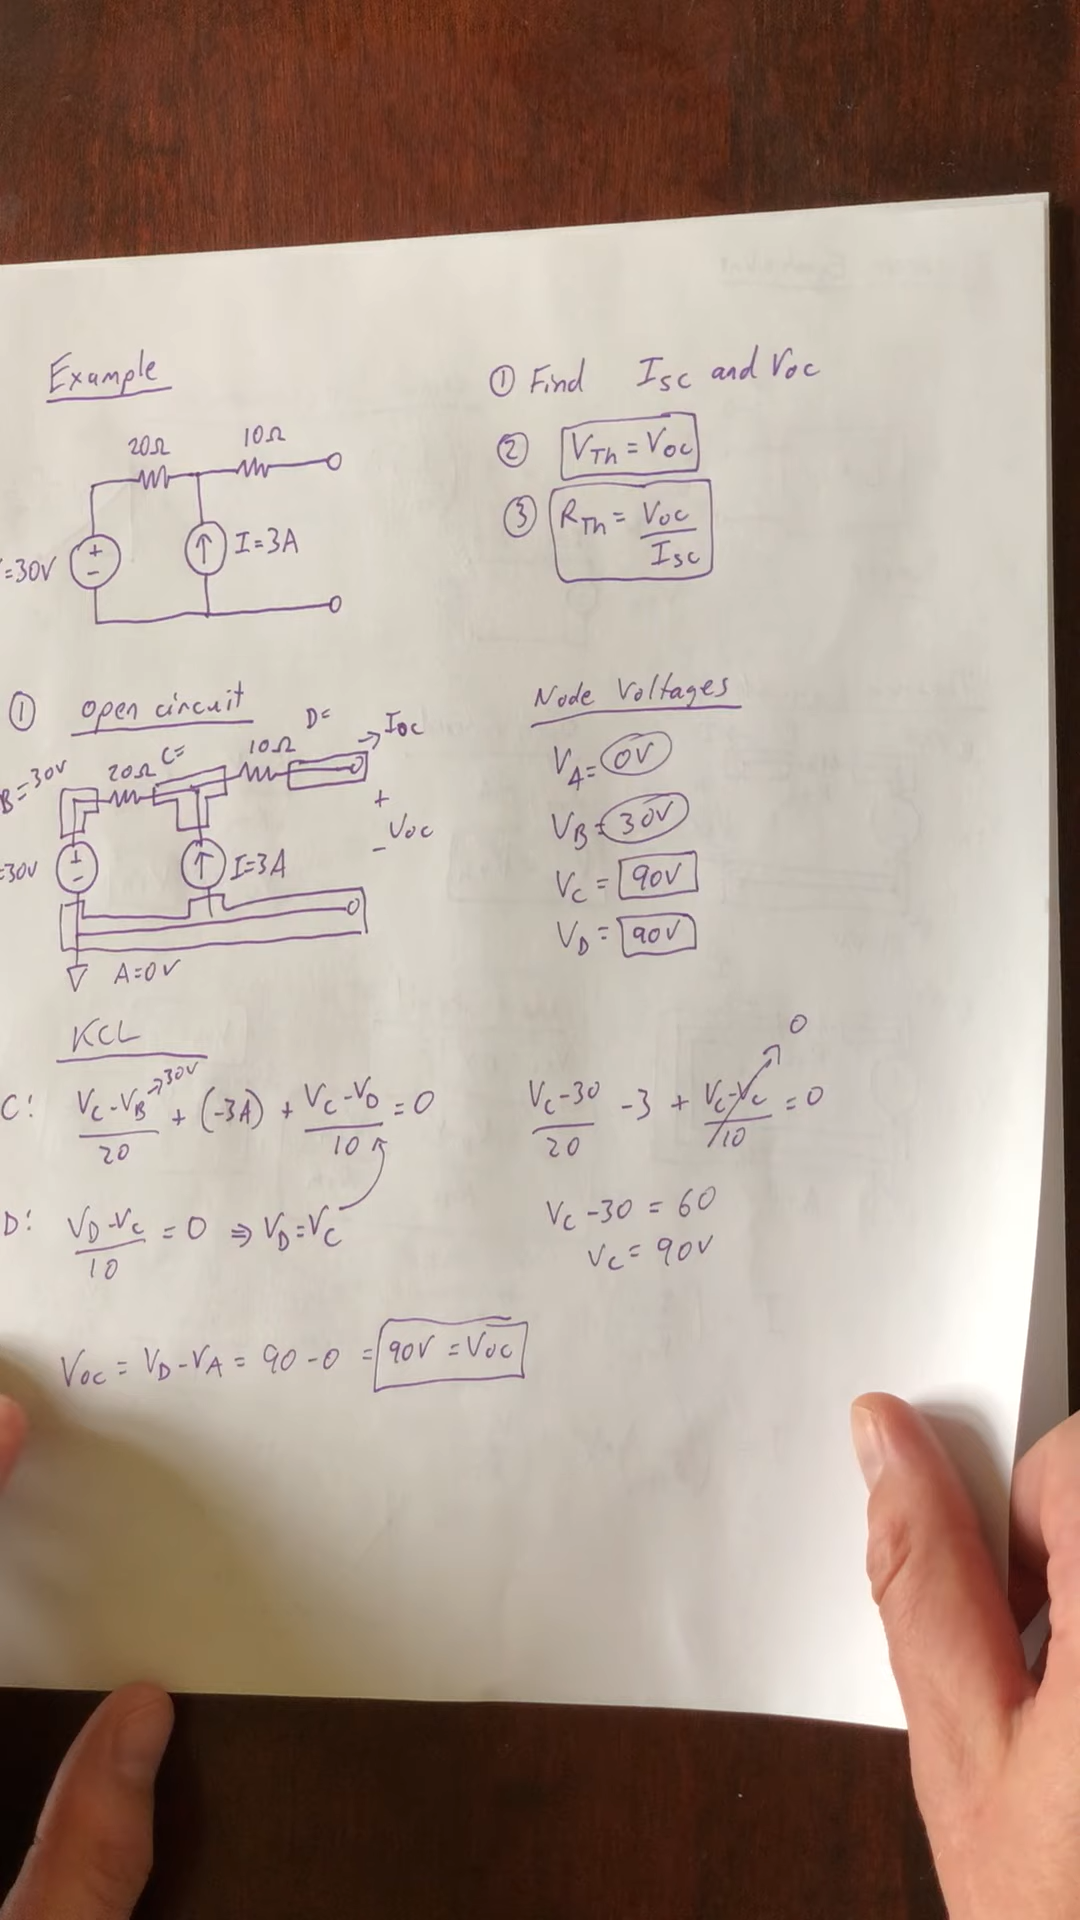 Example
20Ω 10Ω
I=3A
=30V
① Find Isc and Voc
② VTh = Voc
③ RTh = Voc / Isc
① open circuit
B=30V 20Ω C= 10Ω D= → Ioc
+
Voc
-
=30V
+
-
I=3A
A=0V
Node Voltages
VA= 0V
VB= 30V
VC = 90V
VD = 90V
KCL
C: (VC-VB)/20 + (-3A) + (VC-VD)/10 = 0
→30V
D: (VD-VC)/10 = 0 ⇒ VD=VC
0
(VC-30)/20 -3 + (VC-VC)/10 = 0
VC-30 = 60
VC = 90V
Voc = VD-VA = 90-0 = 90V = Voc